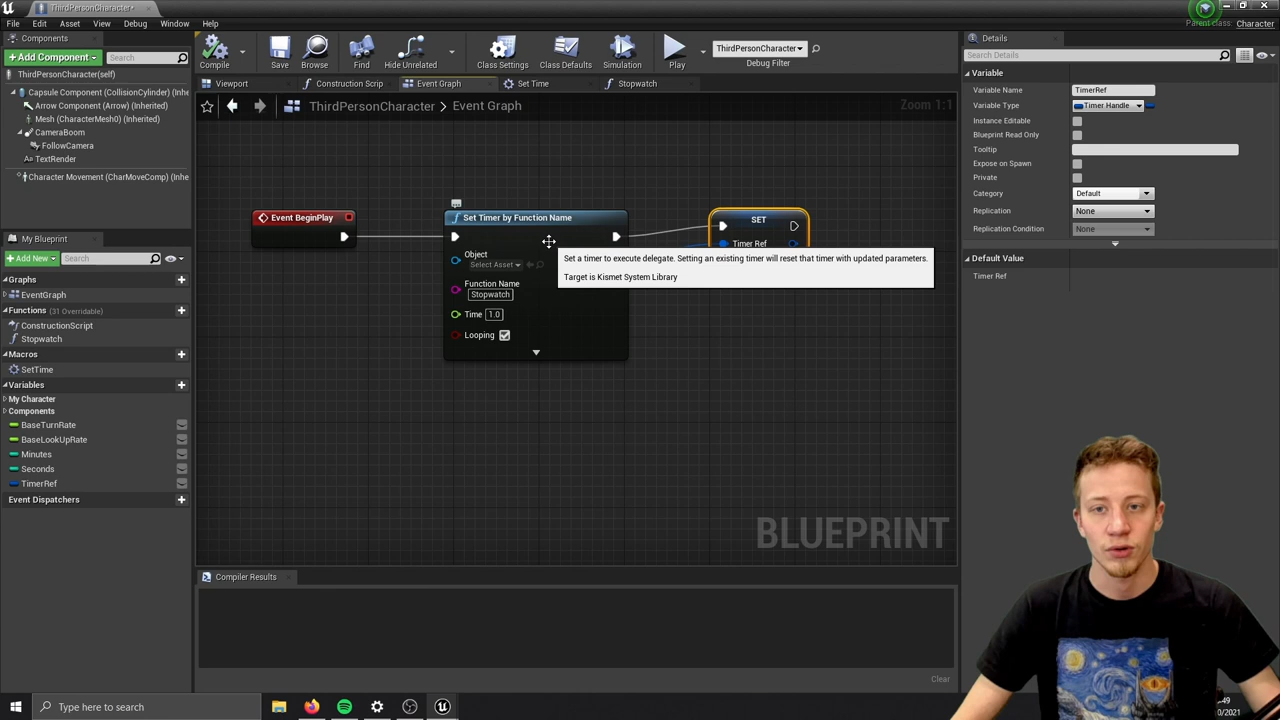 ThirdPersonCharacter*
File Edit Asset View Debug Window Help
Parent class: Character
Components
Add Component
Search
ThirdPersonCharacter(self)
Capsule Component (CollisionCylinder) (Inhe
Arrow Component (Arrow) (Inherited)
Mesh (CharacterMesh0) (Inherited)
CameraBoom
FollowCamera
TextRender
Character Movement (CharMoveComp) (Inhe
My Blueprint
Add New
Search
Graphs
EventGraph
Functions (31 Overridable)
ConstructionScript
Stopwatch
Macros
SetTime
Variables
My Character
Components
BaseTurnRate
BaseLookUpRate
Minutes
Seconds
TimerRef
Event Dispatchers
Compile
Save
Browse
Find
Hide Unrelated
Class Settings
Class Defaults
Simulation
Play
ThirdPersonCharacter
Debug Filter
Viewport
Construction Scrip
Event Graph
Set Time
Stopwatch
ThirdPersonCharacter
Event Graph
Zoom 1:1
Event BeginPlay
Set Timer by Function Name
Object
Select Asset
Function Name
Stopwatch
Time 1.0
Looping
SET
Timer Ref
Set a timer to execute delegate. Setting an existing timer will reset that timer with updated parameters.
Target is Kismet System Library
BLUEPRINT
Compiler Results
Clear
Details
Search Details
Variable
Variable Name TimerRef
Variable Type Timer Handle
Instance Editable
Blueprint Read Only
Tooltip
Expose on Spawn
Private
Category Default
Replication None
Replication Condition None
Default Value
Timer Ref
Type here to search